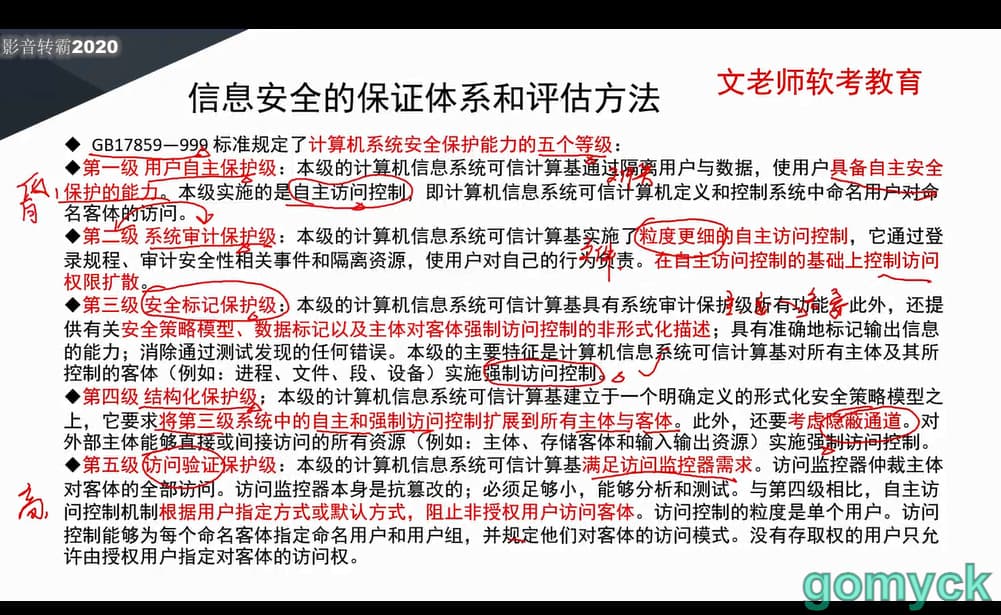 影音转霸2020
信息安全的保证体系和评估方法
文老师软考教育
◆ GB17859—999 标准规定了计算机系统安全保护能力的五个等级：
◆第一级 用户自主保护级：本级的计算机信息系统可信计算基通过隔离用户与数据，使用户具备自主安全
保护的能力。本级实施的是自主访问控制，即计算机信息系统可信计算机定义和控制系统中命名用户对命
名客体的访问。
◆第二级 系统审计保护级：本级的计算机信息系统可信计算基实施了粒度更细的自主访问控制，它通过登
录规程、审计安全性相关事件和隔离资源，使用户对自己的行为负责。在自主访问控制的基础上控制访问
权限扩散。
◆第三级 安全标记保护级：本级的计算机信息系统可信计算基具有系统审计保护级所有功能。此外，还提
供有关安全策略模型、数据标记以及主体对客体强制访问控制的非形式化描述；具有准确地标记输出信息
的能力；消除通过测试发现的任何错误。本级的主要特征是计算机信息系统可信计算基对所有主体及其所
控制的客体（例如：进程、文件、段、设备）实施强制访问控制。
◆第四级 结构化保护级：本级的计算机信息系统可信计算基建立于一个明确定义的形式化安全策略模型之
上，它要求将第三级系统中的自主和强制访问控制扩展到所有主体与客体。此外，还要考虑隐蔽通道。对
外部主体能够直接或间接访问的所有资源（例如：主体、存储客体和输入输出资源）实施强制访问控制。
◆第五级 访问验证保护级：本级的计算机信息系统可信计算基满足访问监控器需求。访问监控器仲裁主体
对客体的全部访问。访问监控器本身是抗篡改的；必须足够小，能够分析和测试。与第四级相比，自主访
问控制机制根据用户指定方式或默认方式，阻止非授权用户访问客体。访问控制的粒度是单个用户。访问
控制能够为每个命名客体指定命名用户和用户组，并规定他们对客体的访问模式。没有存取权的用户只允
许由授权用户指定对客体的访问权。
低
高
gomyck